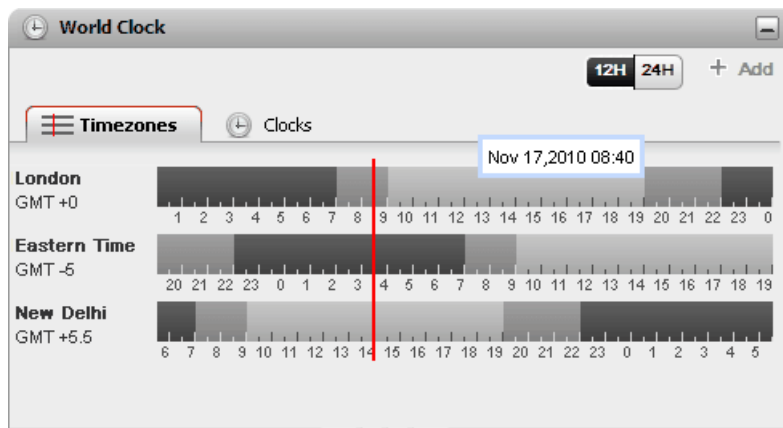 World Clock
12H 24H + Add
Timezones Clocks
Nov 17,2010 08:40
London
GMT +0
1 2 3 4 5 6 7 8 9 10 11 12 13 14 15 16 17 18 19 20 21 22 23 0
Eastern Time
GMT -5
20 21 22 23 0 1 2 3 4 5 6 7 8 9 10 11 12 13 14 15 16 17 18 19
New Delhi
GMT +5.5
6 7 8 9 10 11 12 13 14 15 16 17 18 19 20 21 22 23 0 1 2 3 4 5